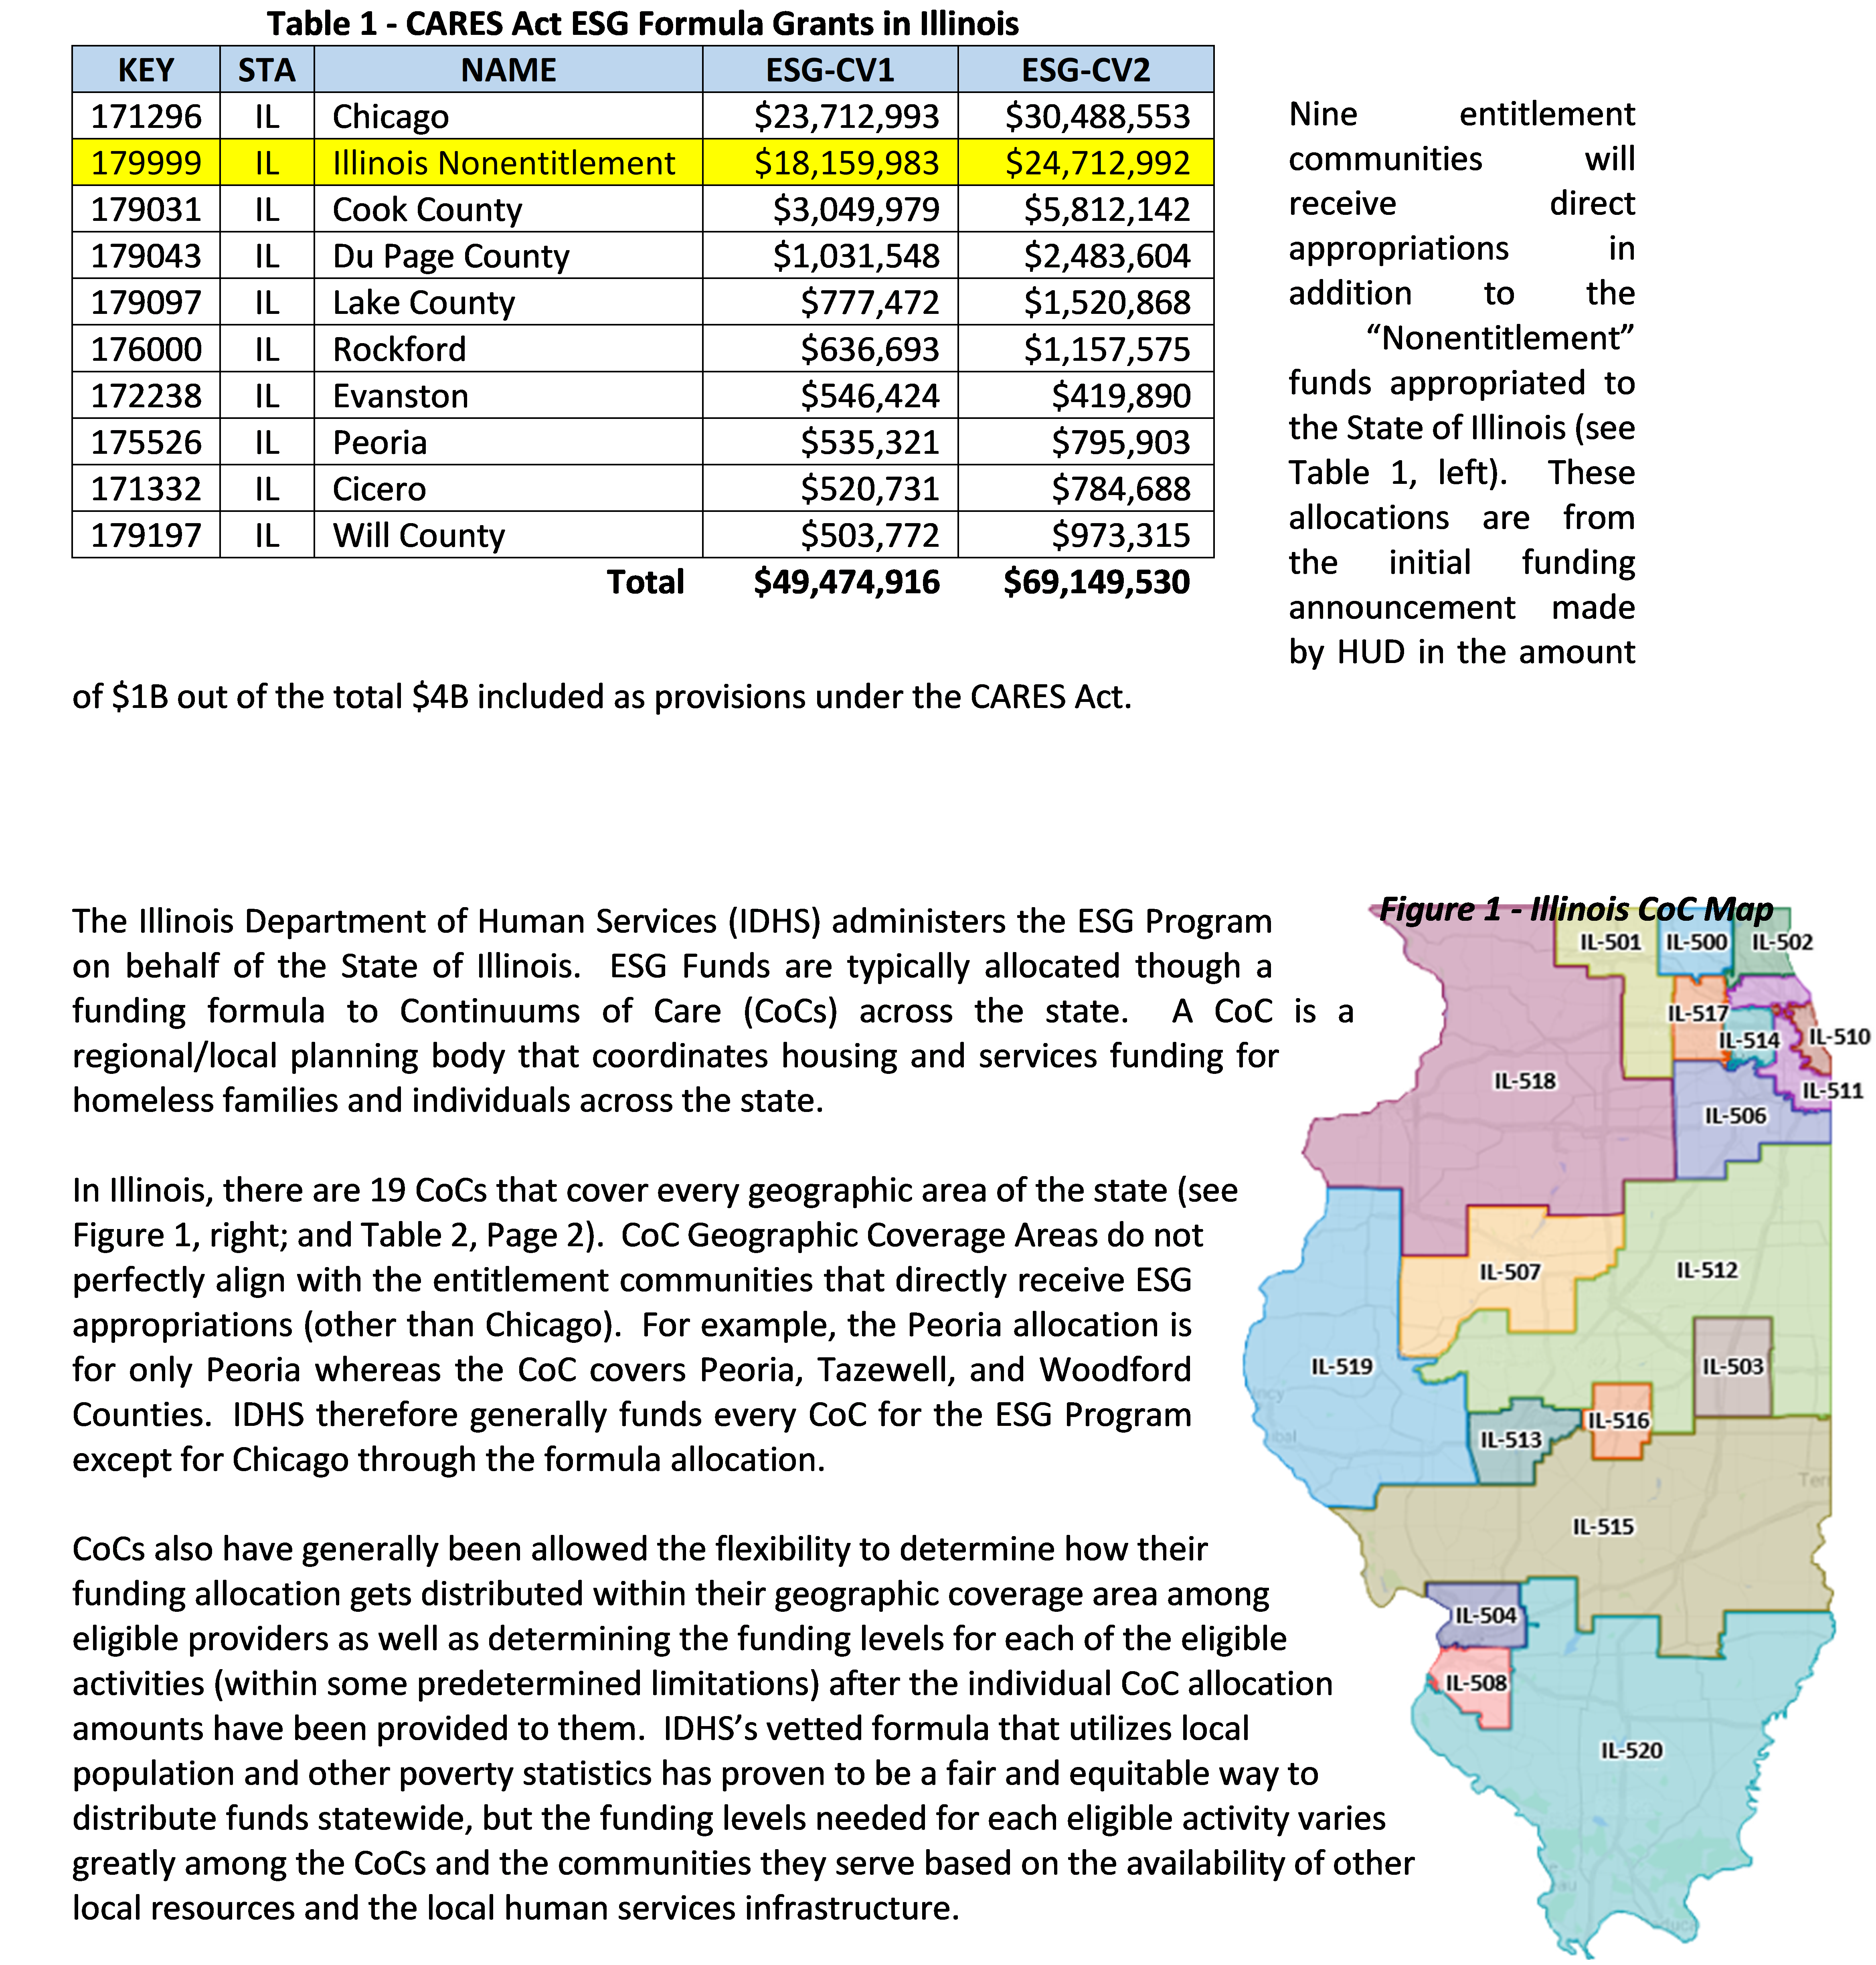 Table 1 - CARES Act ESG Formula Grants in Illinois
KEY STA NAME ESG-CV1 ESG-CV2
171296 IL Chicago $23,712,993 $30,488,553
179999 IL Illinois Nonentitlement $18,159,983 $24,712,992
179031 IL Cook County $3,049,979 $5,812,142
179043 IL Du Page County $1,031,548 $2,483,604
179097 IL Lake County $777,472 $1,520,868
176000 IL Rockford $636,693 $1,157,575
172238 IL Evanston $546,424 $419,890
175526 IL Peoria $535,321 $795,903
171332 IL Cicero $520,731 $784,688
179197 IL Will County $503,772 $973,315
Total $49,474,916 $69,149,530
Nine entitlement
communities will
receive direct
appropriations in
addition to the
“Nonentitlement”
funds appropriated to
the State of Illinois (see
Table 1, left). These
allocations are from
the initial funding
announcement made
by HUD in the amount
of $1B out of the total $4B included as provisions under the CARES Act.
The Illinois Department of Human Services (IDHS) administers the ESG Program
on behalf of the State of Illinois. ESG Funds are typically allocated though a
funding formula to Continuums of Care (CoCs) across the state. A CoC is a
regional/local planning body that coordinates housing and services funding for
homeless families and individuals across the state.
In Illinois, there are 19 CoCs that cover every geographic area of the state (see
Figure 1, right; and Table 2, Page 2). CoC Geographic Coverage Areas do not
perfectly align with the entitlement communities that directly receive ESG
appropriations (other than Chicago). For example, the Peoria allocation is
for only Peoria whereas the CoC covers Peoria, Tazewell, and Woodford
Counties. IDHS therefore generally funds every CoC for the ESG Program
except for Chicago through the formula allocation.
CoCs also have generally been allowed the flexibility to determine how their
funding allocation gets distributed within their geographic coverage area among
eligible providers as well as determining the funding levels for each of the eligible
activities (within some predetermined limitations) after the individual CoC allocation
amounts have been provided to them. IDHS’s vetted formula that utilizes local
population and other poverty statistics has proven to be a fair and equitable way to
distribute funds statewide, but the funding levels needed for each eligible activity varies
greatly among the CoCs and the communities they serve based on the availability of other
local resources and the local human services infrastructure.
Figure 1 - Illinois CoC Map
IL-501 IL-500 IL-502
IL-517
IL-514 IL-510
IL-518
IL-511
IL-506
IL-507 IL-512
IL-519 IL-503
IL-516
IL-513
IL-515
IL-504
IL-508
IL-520